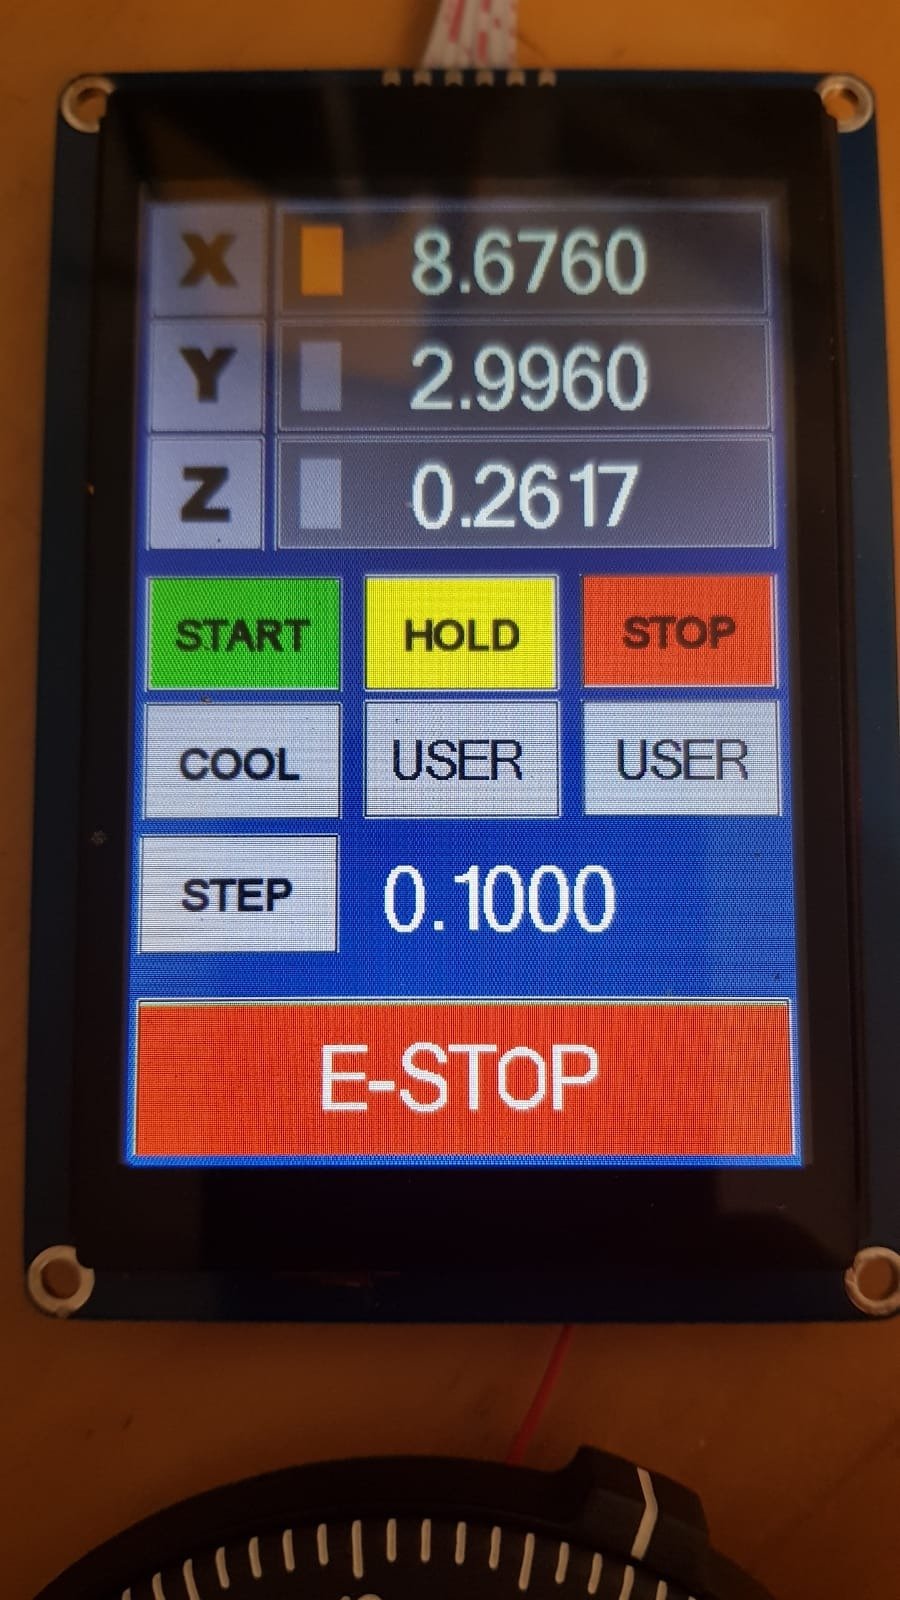 X 8.6760
Y 2.9960
Z 0.2617
START HOLD STOP
COOL USER USER
STEP 0.1000
E-STOP